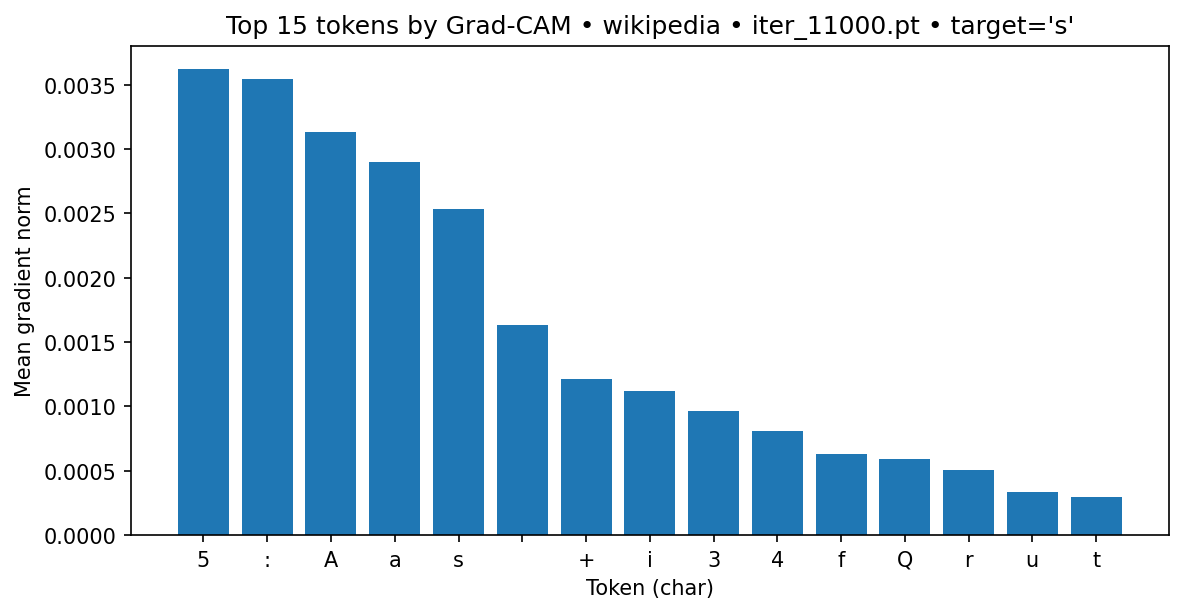 Top 15 tokens by Grad-CAM • wikipedia • iter_11000.pt • target='s'
Mean gradient norm
0.0035
0.0030
0.0025
0.0020
0.0015
0.0010
0.0005
0.0000
5 : A a s + i 3 4 f Q r u t
Token (char)